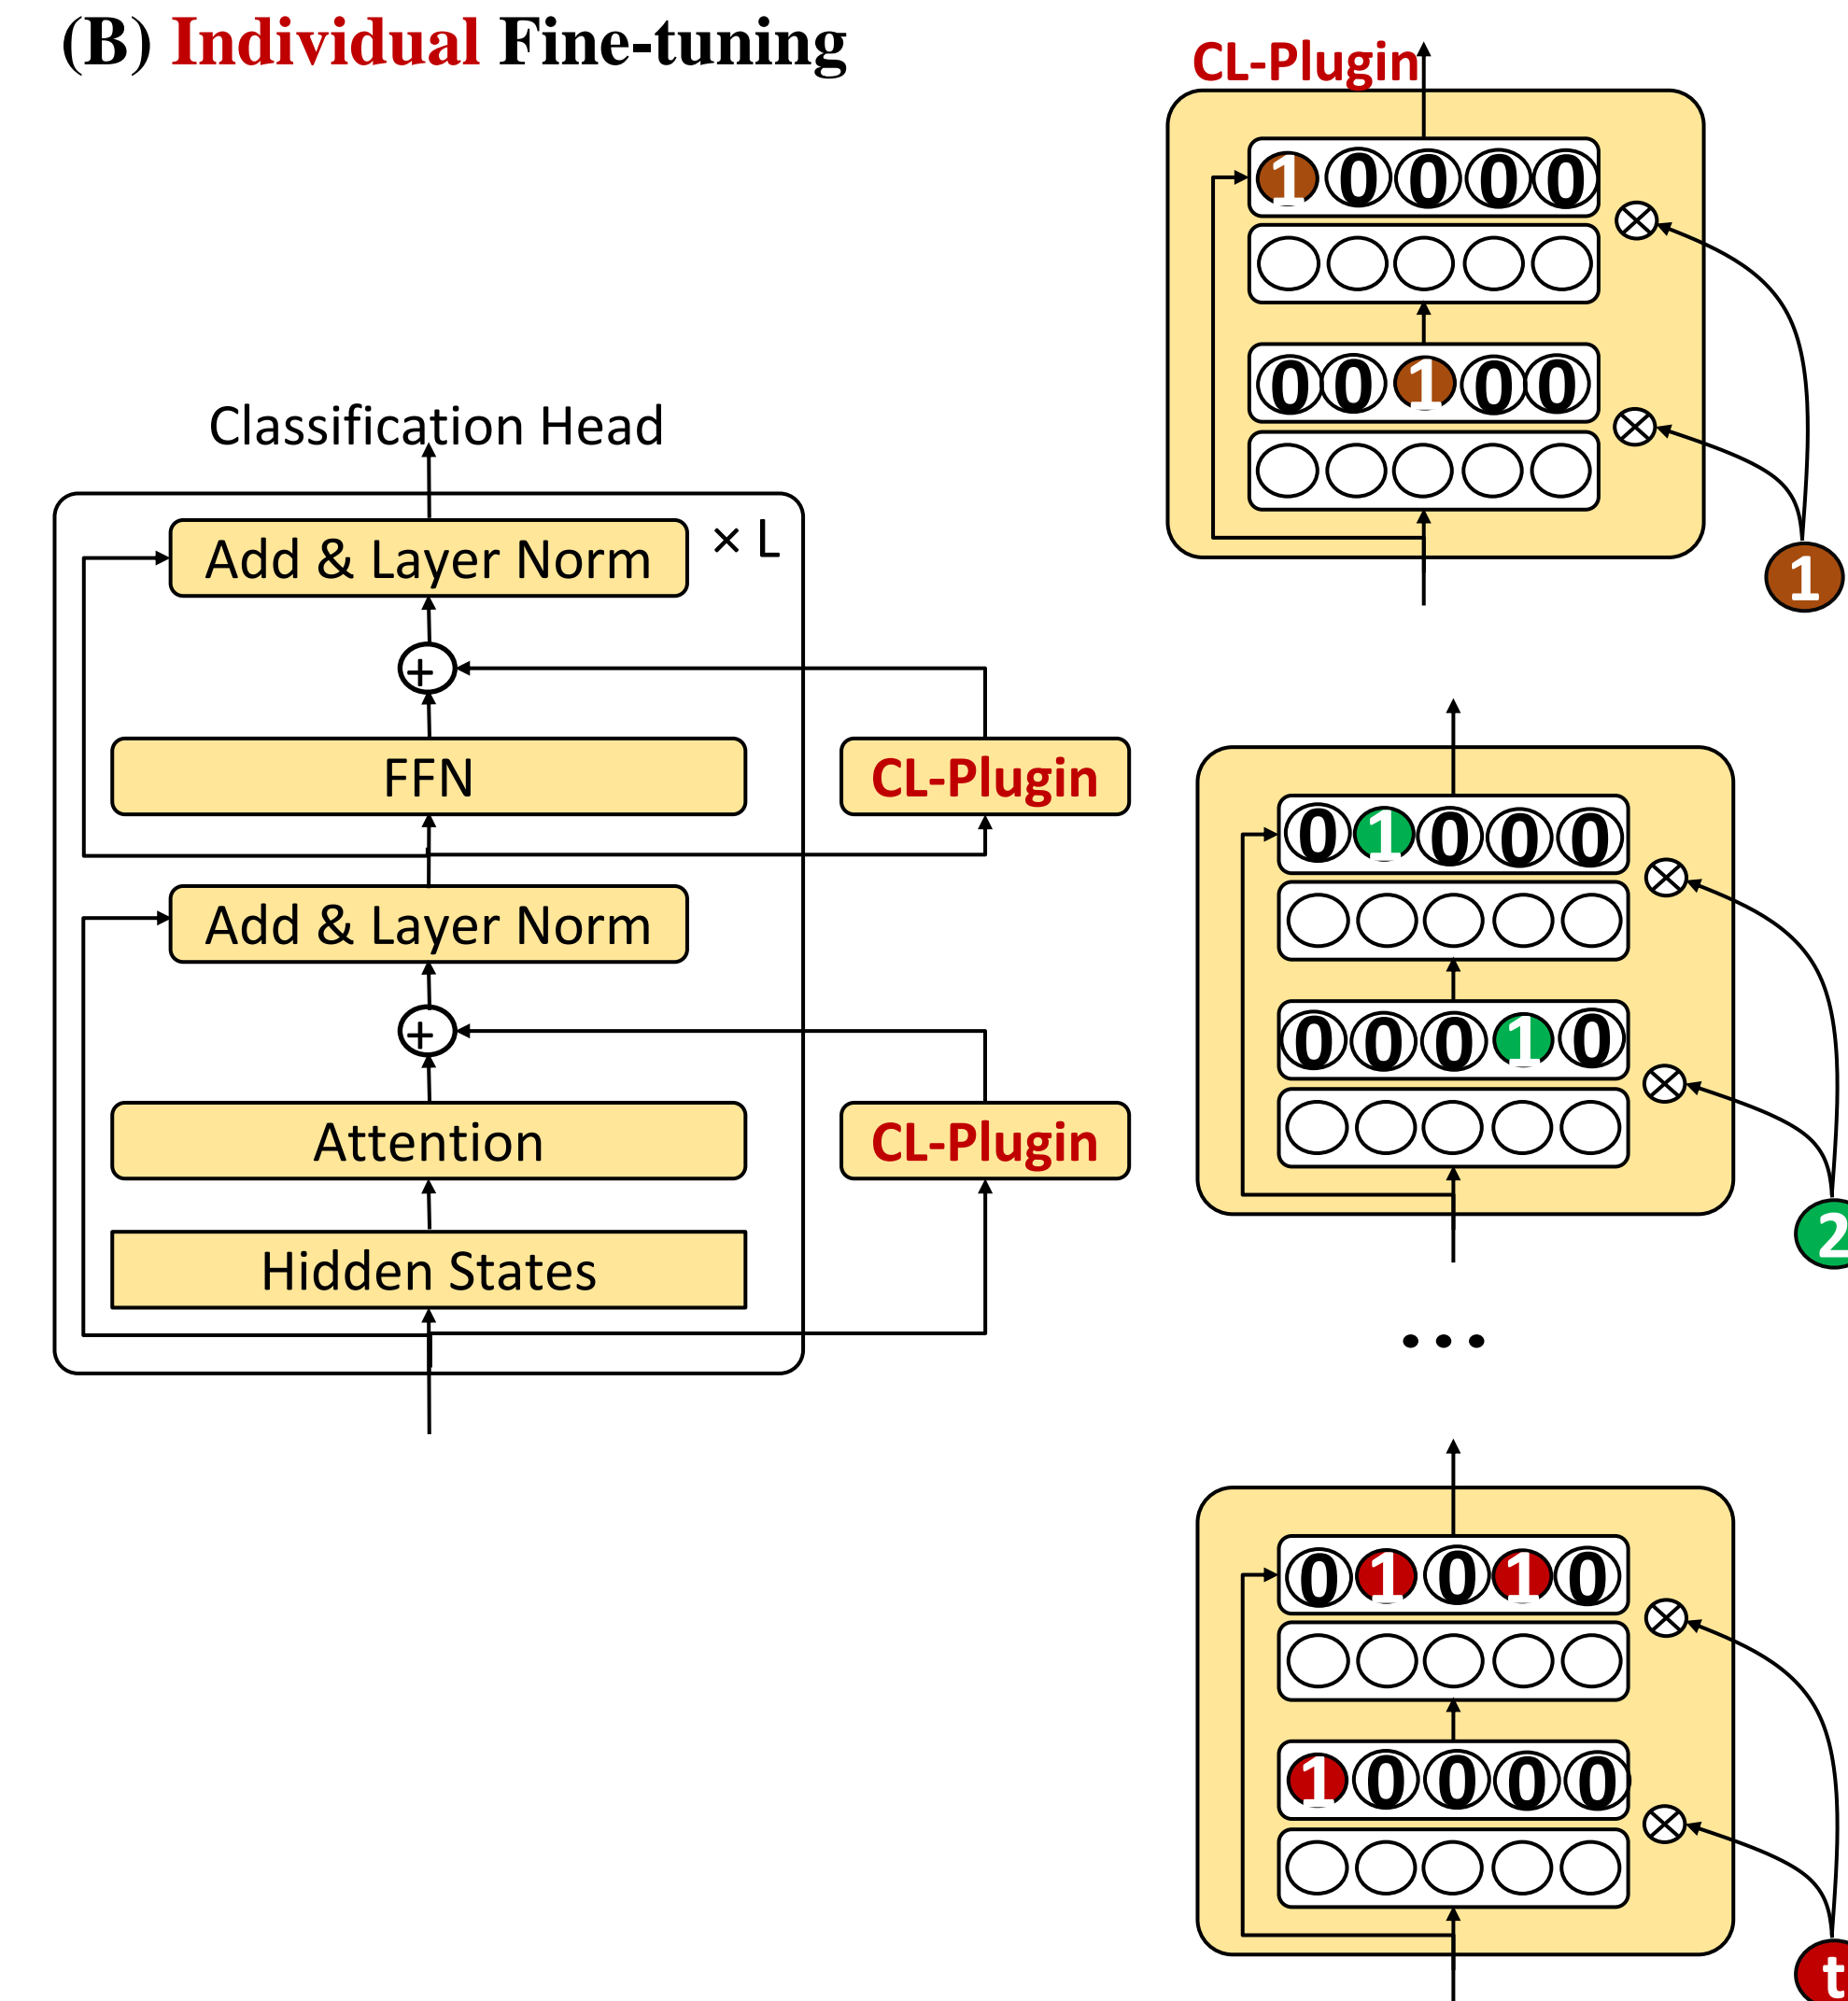 (B) Individual Fine-tuning
Classification Head
× L
Add & Layer Norm
+
FFN
CL-Plugin
Add & Layer Norm
+
Attention
CL-Plugin
Hidden States
CL-Plugin
1 0 0 0 0
0 0 1 0 0
1
0 1 0 0 0
0 0 0 1 0
2
...
0 1 0 1 0
1 0 0 0 0
t